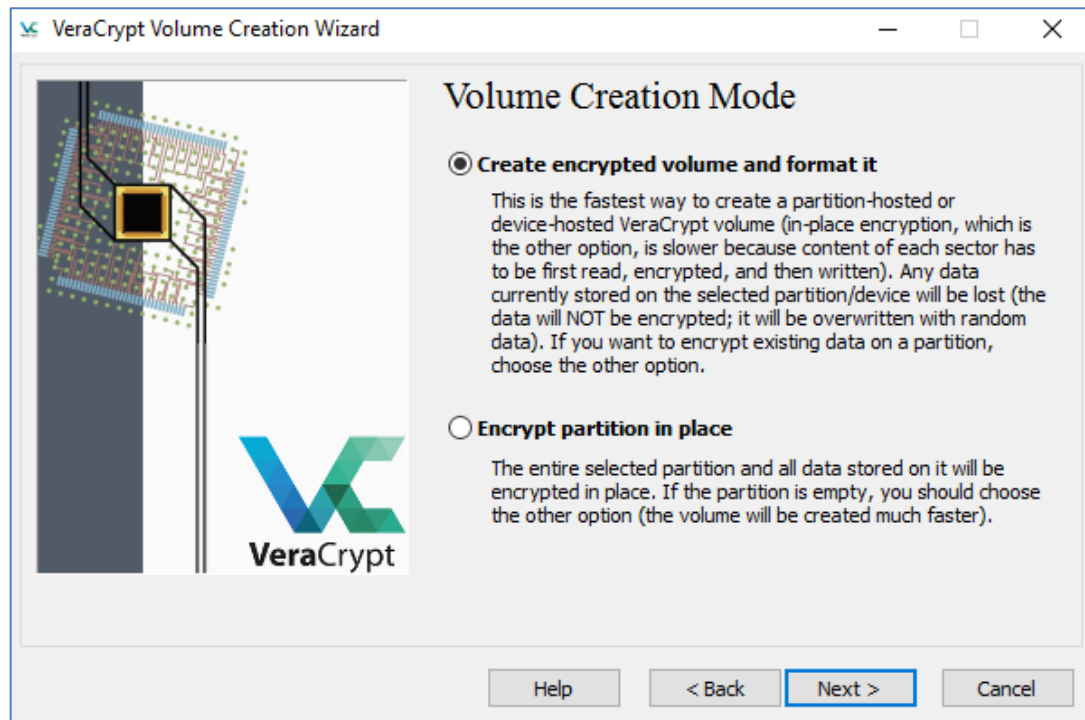 VeraCrypt Volume Creation Wizard
Volume Creation Mode
Create encrypted volume and format it
This is the fastest way to create a partition-hosted or
device-hosted VeraCrypt volume (in-place encryption, which is
the other option, is slower because content of each sector has
to be first read, encrypted, and then written). Any data
currently stored on the selected partition/device will be lost (the
data will NOT be encrypted; it will be overwritten with random
data). If you want to encrypt existing data on a partition,
choose the other option.
Encrypt partition in place
The entire selected partition and all data stored on it will be
encrypted in place. If the partition is empty, you should choose
the other option (the volume will be created much faster).
VeraCrypt
Help
< Back
Next >
Cancel